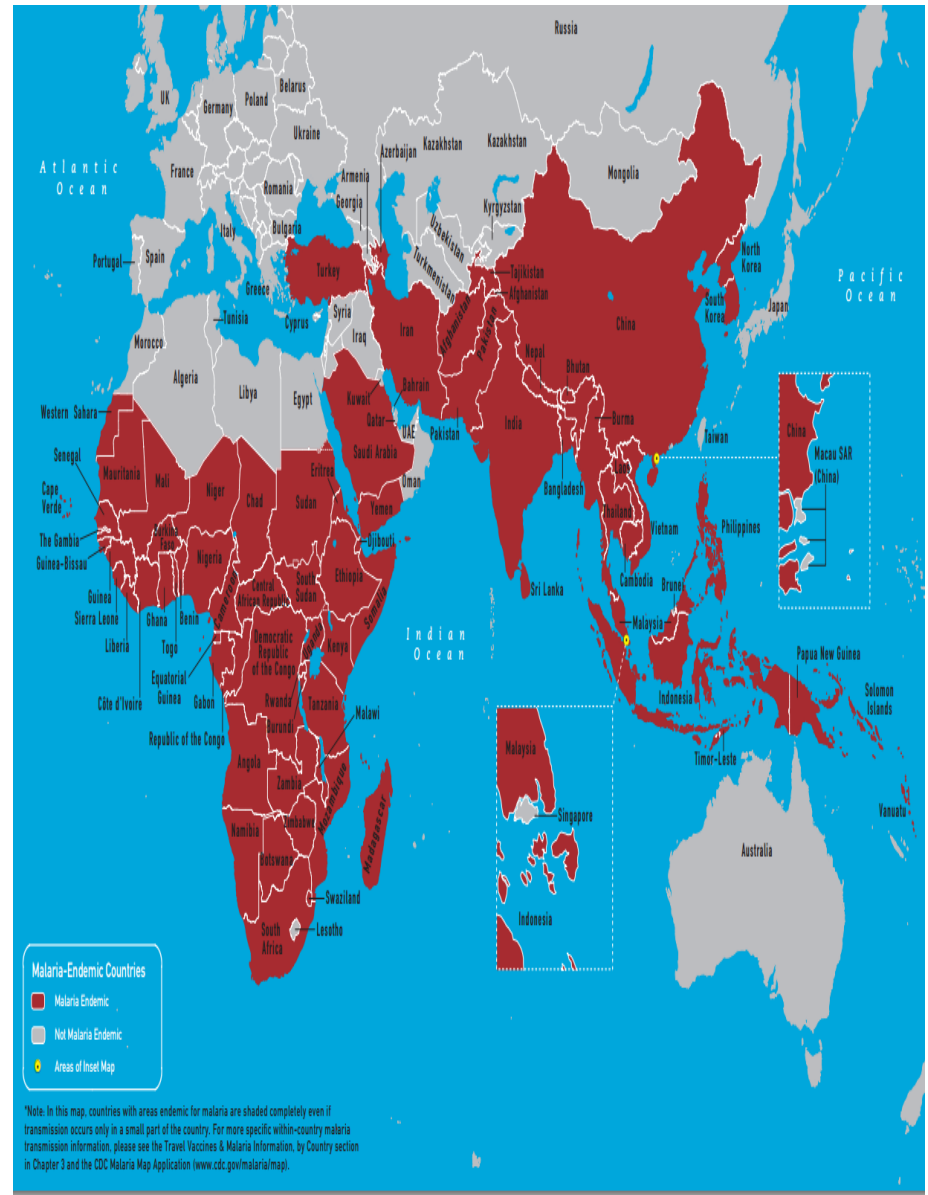 Russia
UK
Belarus
Germany
Poland
Ukraine
Atlantic
Ocean
France
Azerbaijan
Kazakhstan
Kazakhstan
Armenia
Mongolia
Romania
Georgia
Kyrgyzstan
Italy
Bulgaria
Uzbekistan
Portugal
Spain
Turkey
Turkmenistan
Tajikistan
North
Korea
Pacific
Ocean
Greece
Afghanistan
Afghanistan
South
Korea
Japan
Tunisia
Cyprus
Syria
Iraq
Iran
Pakistan
China
Morocco
Algeria
Libya
Egypt
Nepal
Bhutan
Kuwait
Bahrain
Qatar
UAE
Pakistan
India
Burma
Western Sahara
Saudi Arabia
Oman
Taiwan
China
Macau SAR
(China)
Senegal
Mauritania
Mali
Niger
Chad
Sudan
Eritrea
Yemen
Bangladesh
Laos
Thailand
Cape
Verde
The Gambia
Burkina
Faso
Vietnam
Philippines
Guinea-Bissau
Nigeria
Djibouti
Guinea
Sierra Leone
Ghana
Benin
Cameroon
Central
African Republic
South
Sudan
Ethiopia
Somalia
Sri Lanka
Cambodia
Brunei
Liberia
Togo
Democratic
Republic
of the Congo
Uganda
Kenya
Indian
Ocean
Malaysia
Papua New Guinea
Equatorial
Guinea
Côte d'Ivoire
Gabon
Rwanda
Tanzania
Indonesia
Solomon
Islands
Burundi
Malawi
Republic of the Congo
Angola
Zambia
Mozambique
Malaysia
Timor-Leste
Singapore
Vanuatu
Namibia
Zimbabwe
Madagascar
Botswana
Australia
Swaziland
Indonesia
South
Africa
Lesotho
Malaria-Endemic Countries
Malaria Endemic
Not Malaria Endemic
Areas of Inset Map
*Note: In this map, countries with areas endemic for malaria are shaded completely even if
transmission occurs only in a small part of the country. For more specific within-country malaria
transmission information, please see the Travel Vaccines & Malaria Information, by Country section
in Chapter 3 and the CDC Malaria Map Application (www.cdc.gov/malaria/map).